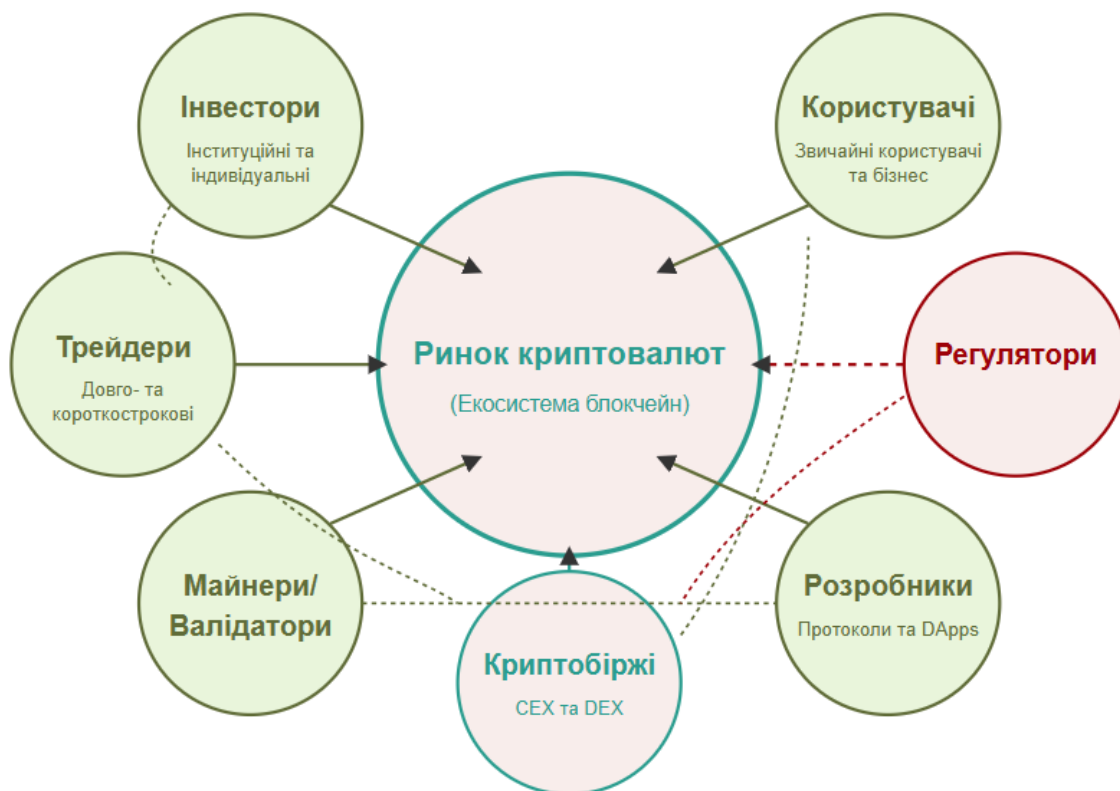 Інвестори
Інституційні та
індивідуальні
Користувачі
Звичайні користувачі
та бізнес
Трейдери
Довго- та
короткострокові
Ринок криптовалют
(Екосистема блокчейн)
Регулятори
Майнери/
Валідатори
Криптобіржі
CEX та DEX
Розробники
Протоколи та DApps